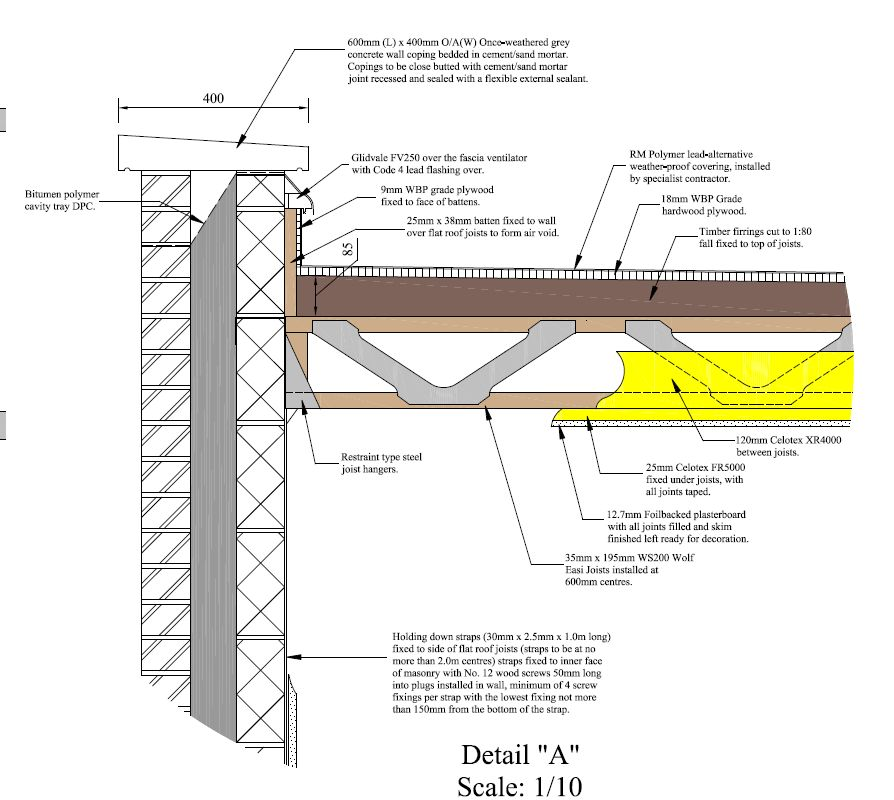 600mm (L) x 400mm O/A(W) Once-weathered grey
concrete wall coping bedded in cement/sand mortar.
Copings to be close butted with cement/sand mortar
joint recessed and sealed with a flexible external sealant.
400
Glidvale FV250 over the fascia ventilator
with Code 4 lead flashing over.
RM Polymer lead-alternative
weather-proof covering, installed
by specialist contractor.
Bitumen polymer
cavity tray DPC.
9mm WBP grade plywood
fixed to face of battens.
18mm WBP Grade
hardwood plywood.
25mm x 38mm batten fixed to wall
over flat roof joists to form air void.
Timber firrings cut to 1:80
fall fixed to top of joists.
85
120mm Celotex XR4000
between joists.
Restraint type steel
joist hangers.
25mm Celotex FR5000
fixed under joists, with
all joints taped.
12.7mm Foilbacked plasterboard
with all joints filled and skim
finished left ready for decoration.
35mm x 195mm WS200 Wolf
Easi Joists installed at
600mm centres.
Holding down straps (30mm x 2.5mm x 1.0m long)
fixed to side of flat roof joists (straps to be at no
more than 2.0m centres) straps fixed to inner face
of masonry with No. 12 wood screws 50mm long
into plugs installed in wall, minimum of 4 screw
fixings per strap with the lowest fixing not more
than 150mm from the bottom of the strap.
Detail "A"
Scale: 1/10